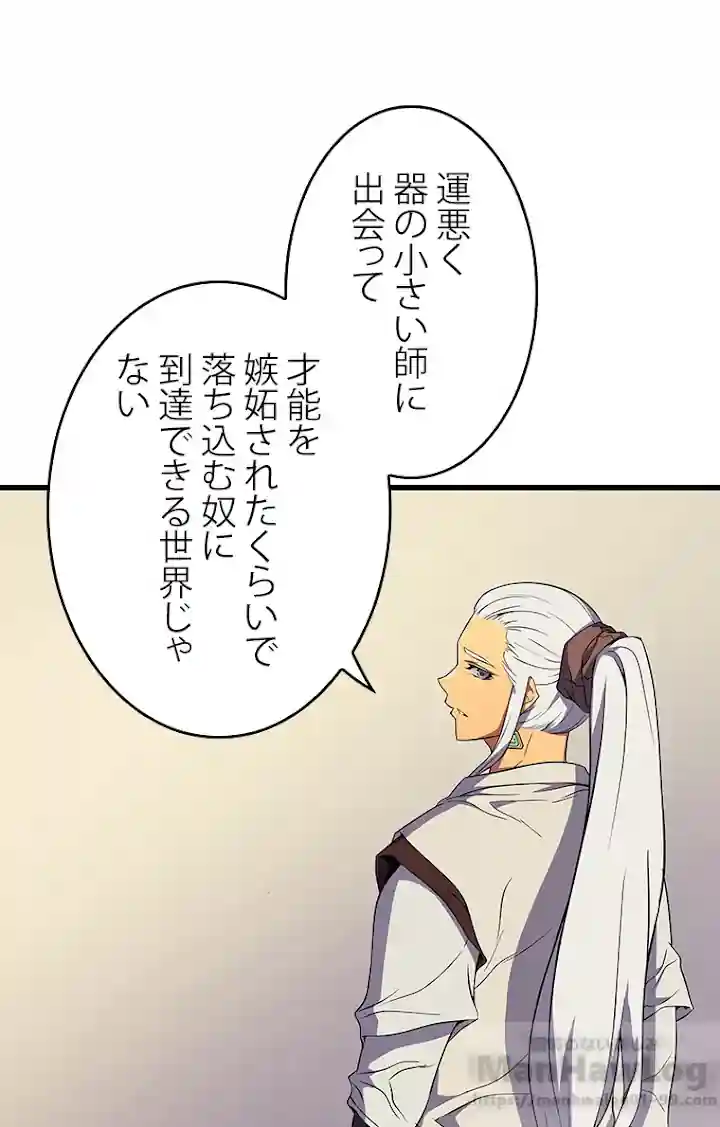 運悪く
器の小さい師に
出会って
才能を
嫉妬されたくらいで
落ち込む奴に
到達できる世界じゃ
ない
ManHawLog